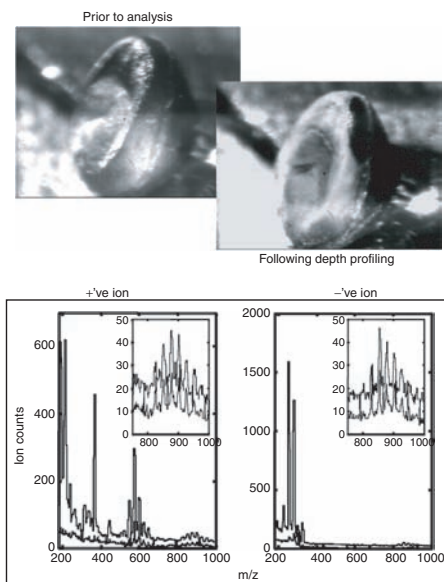 Prior to analysis
Following depth profiling
+'ve ion
–'ve ion
Ion counts
600
400
200
0
200 400 600 800 1000
50
40
30
20
10
0
800 900 1000
2000
1500
1000
500
0
200 400 600 800 1000
50
40
30
20
10
0
800 900 1000
m/z